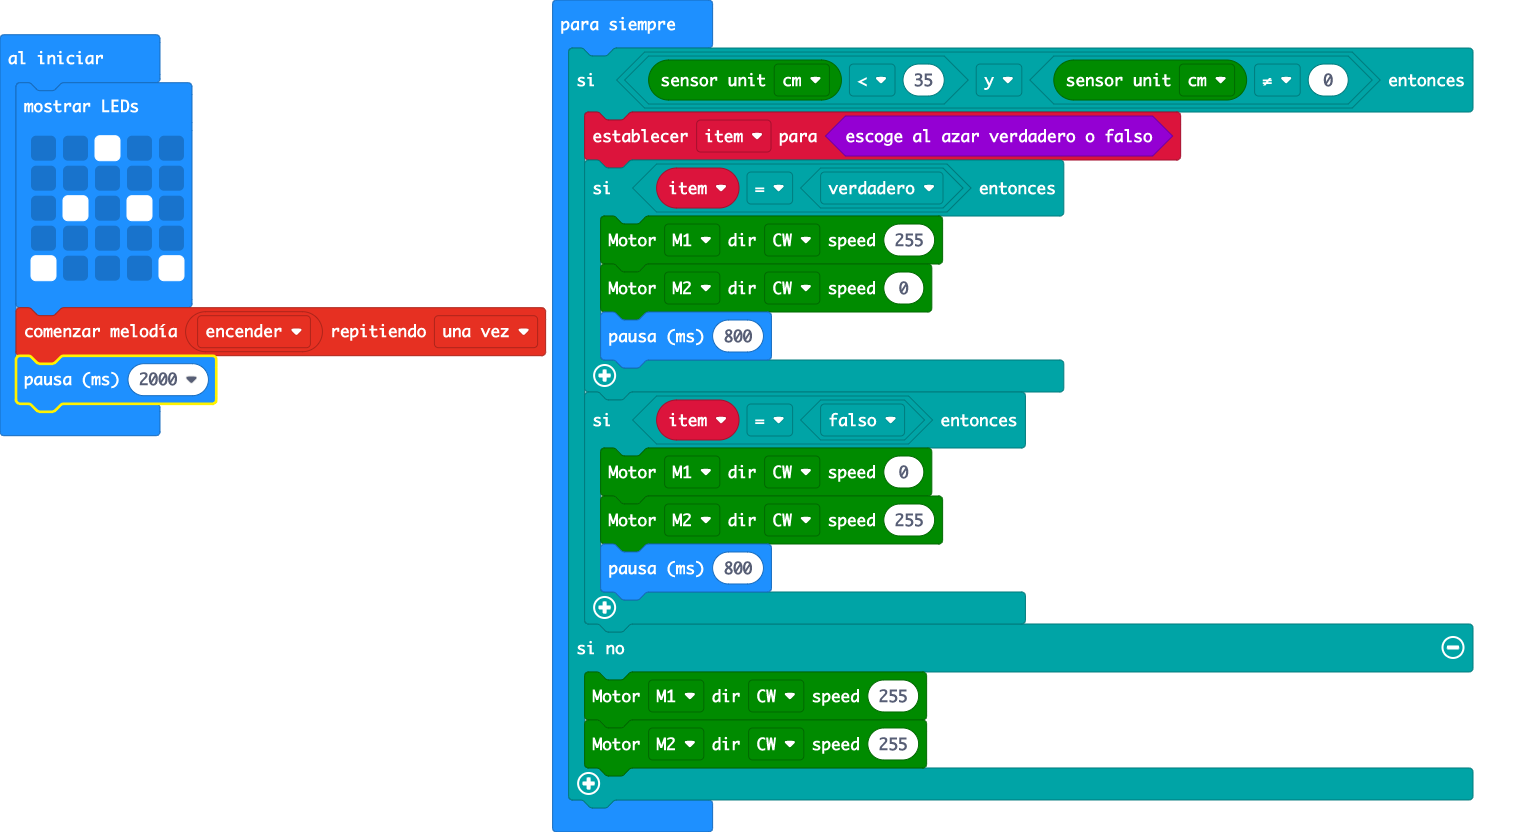 al iniciar
mostrar LEDs
comenzar melodía encender repitiendo una vez
pausa (ms) 2000
para siempre
si sensor unit cm < 35 y sensor unit cm ≠ 0 entonces
establecer item para escoge al azar verdadero o falso
si item = verdadero entonces
Motor M1 dir CW speed 255
Motor M2 dir CW speed 0
pausa (ms) 800
si item = falso entonces
Motor M1 dir CW speed 0
Motor M2 dir CW speed 255
pausa (ms) 800
si no
Motor M1 dir CW speed 255
Motor M2 dir CW speed 255